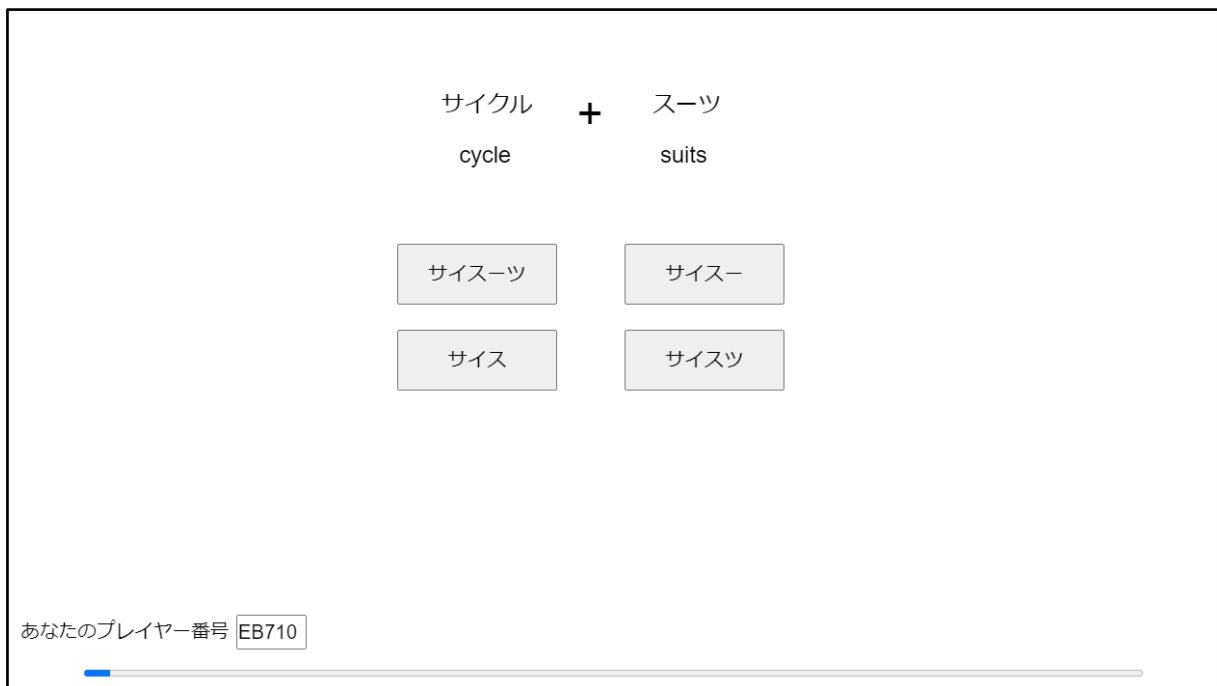 サイクル + スーツ
cycle suits
サイスーツ サイスー
サイス サイスツ
あなたのプレイヤー番号 EB710